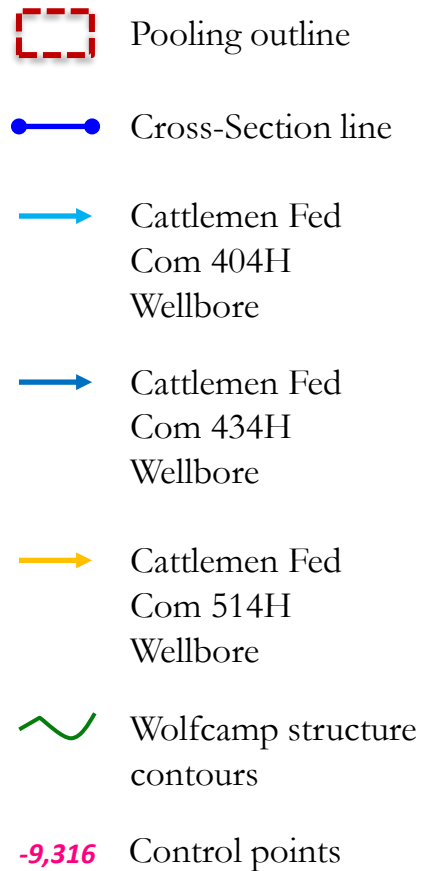 Pooling outline
Cross-Section line
Cattlemen Fed
Com 404H
Wellbore
Cattlemen Fed
Com 434H
Wellbore
Cattlemen Fed
Com 514H
Wellbore
Wolfcamp structure
contours
-9,316 Control points